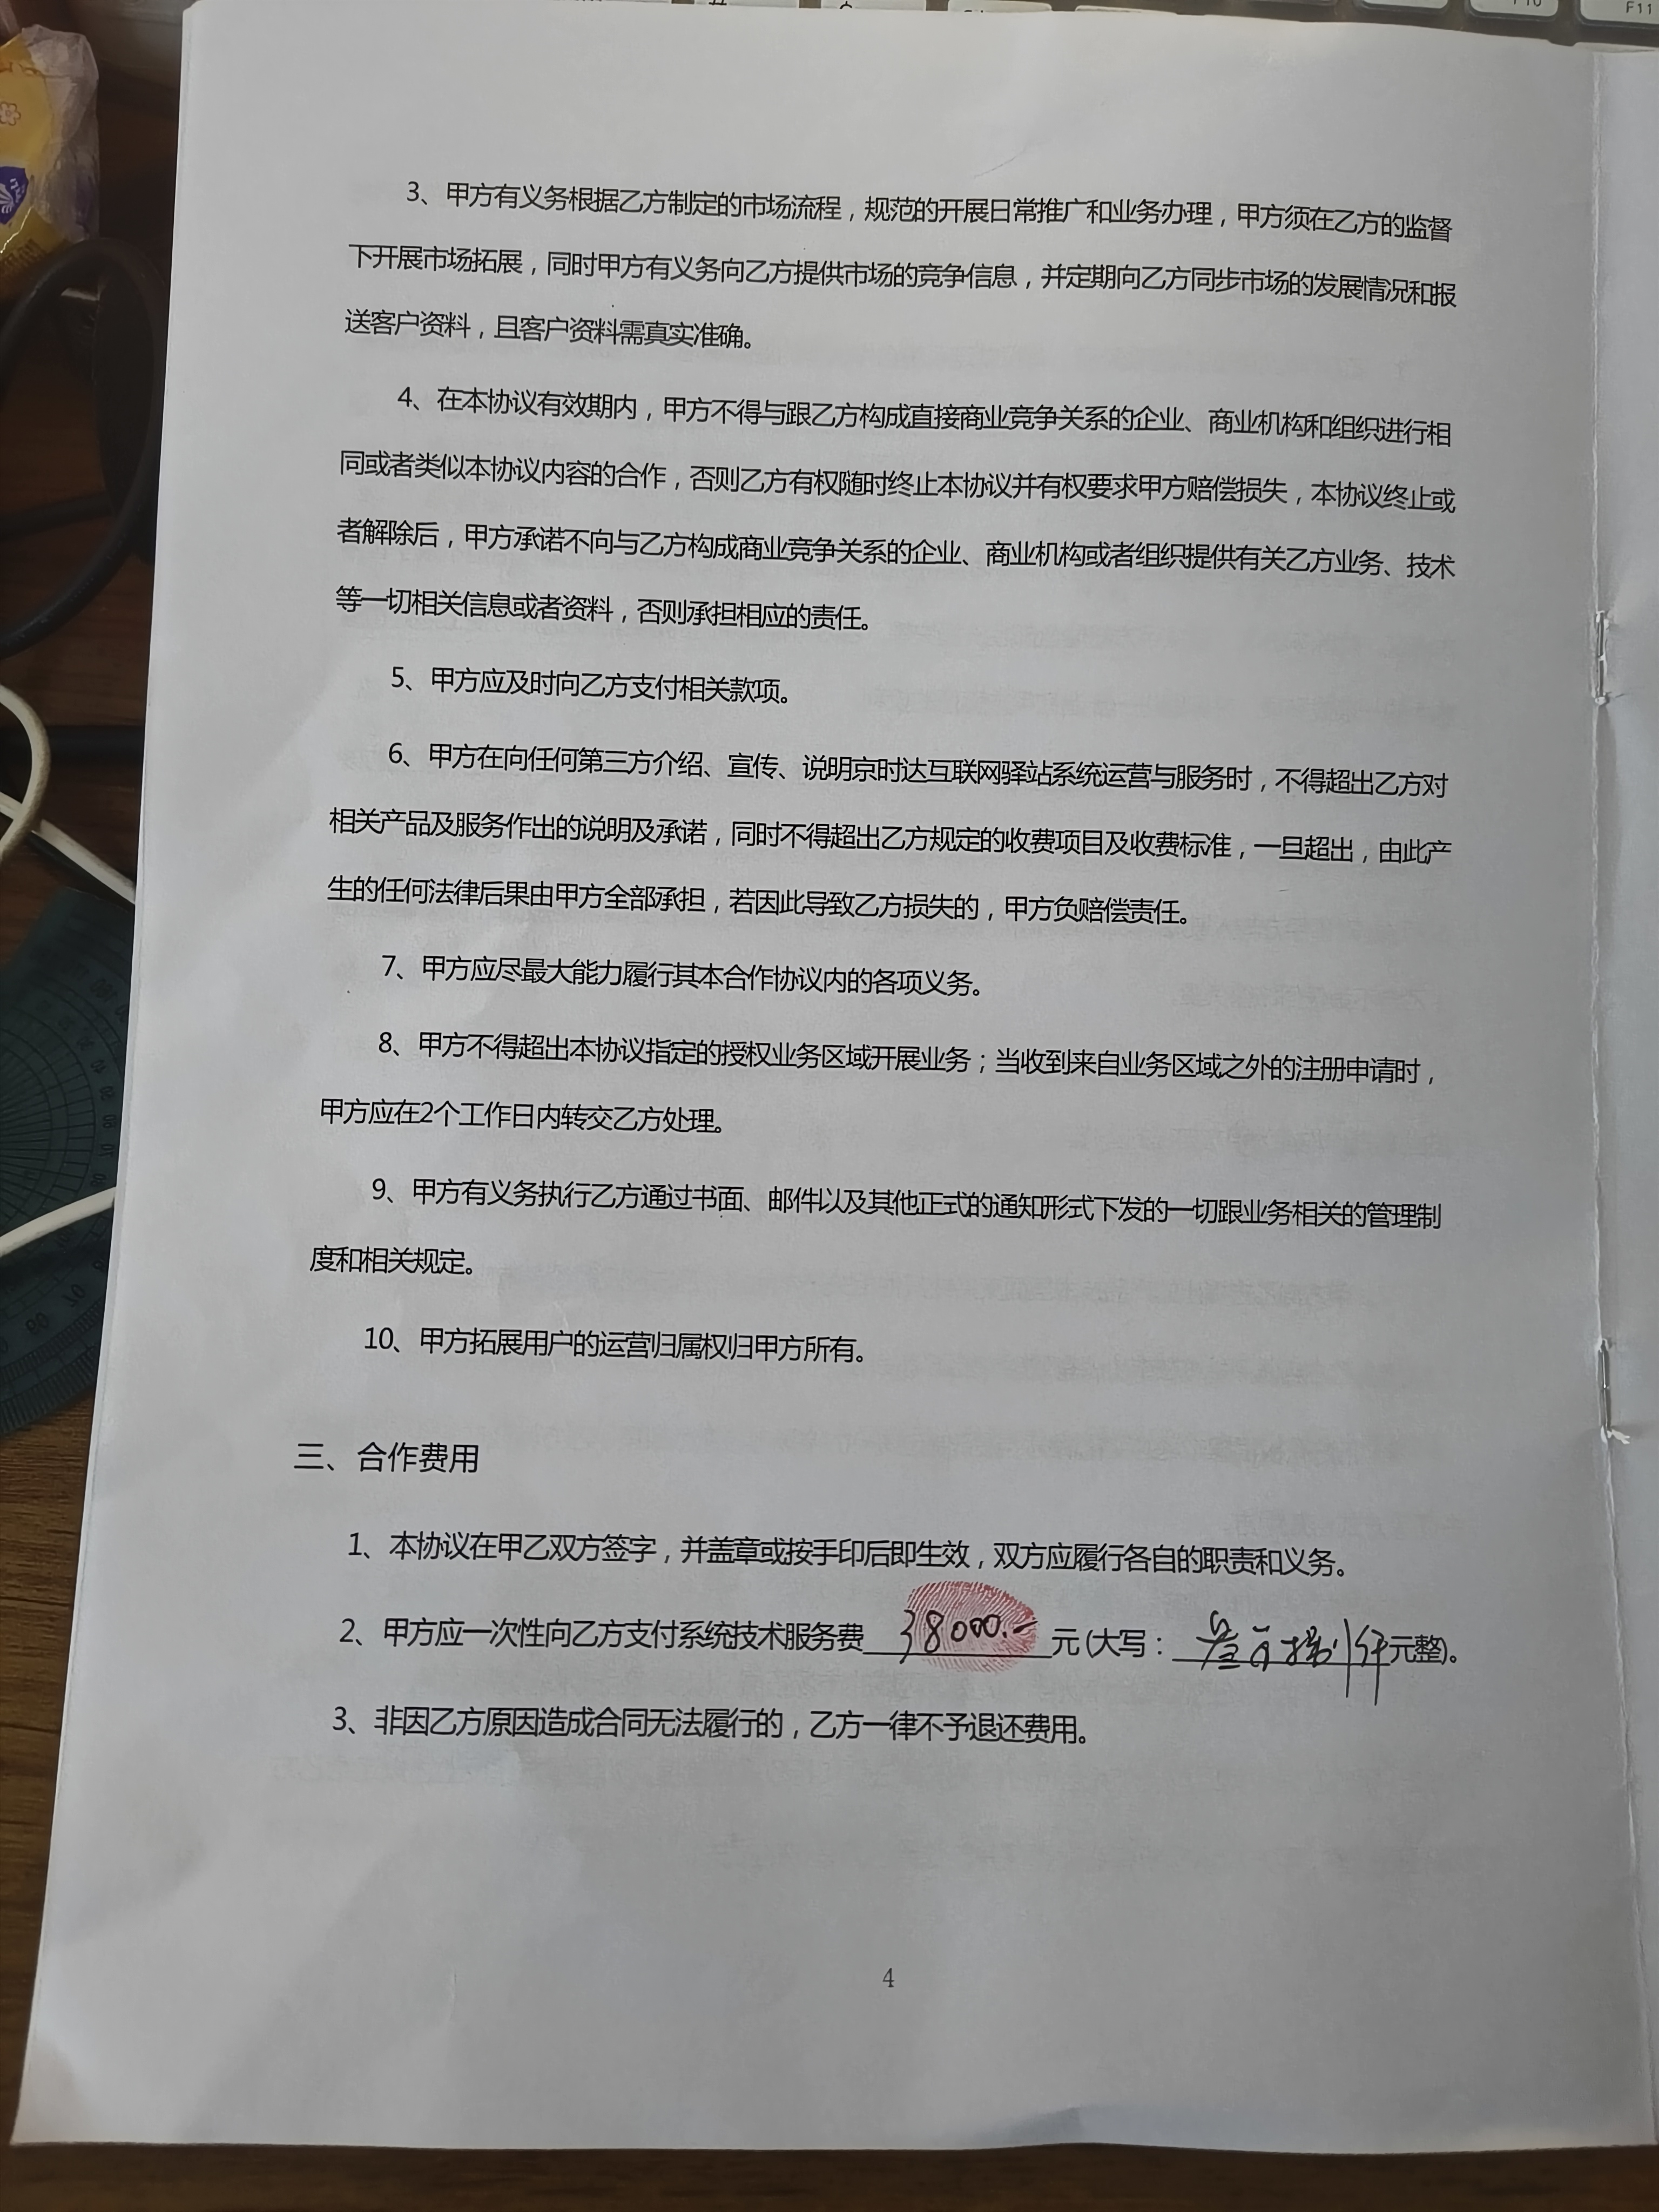 3、甲方有义务根据乙方制定的市场流程，规范的开展日常推广和业务办理，甲方须在乙方的监督
下开展市场拓展，同时甲方有义务向乙方提供市场的竞争信息，并定期向乙方同步市场的发展情况和报
送客户资料，且客户资料需真实准确。
4、在本协议有效期内，甲方不得与跟乙方构成直接商业竞争关系的企业、商业机构和组织进行相
同或者类似本协议内容的合作，否则乙方有权随时终止本协议并有权要求甲方赔偿损失，本协议终止或
者解除后，甲方承诺不向与乙方构成商业竞争关系的企业、商业机构或者组织提供有关乙方业务、技术
等一切相关信息或者资料，否则承担相应的责任。
5、甲方应及时向乙方支付相关款项。
6、甲方在向任何第三方介绍、宣传、说明京时达互联网驿站系统运营与服务时，不得超出乙方对
相关产品及服务作出的说明及承诺，同时不得超出乙方规定的收费项目及收费标准，一旦超出，由此产
生的任何法律后果由甲方全部承担，若因此导致乙方损失的，甲方负赔偿责任。
7、甲方应尽最大能力履行其本合作协议内的各项义务。
8、甲方不得超出本协议指定的授权业务区域开展业务；当收到来自业务区域之外的注册申请时，
甲方应在2个工作日内转交乙方处理。
9、甲方有义务执行乙方通过书面、邮件以及其他正式的通知形式下发的一切跟业务相关的管理制
度和相关规定。
10、甲方拓展用户的运营归属权归甲方所有。
三、合作费用
1、本协议在甲乙双方签字，并盖章或按手印后即生效，双方应履行各自的职责和义务。
2、甲方应一次性向乙方支付系统技术服务费38000.-元(大写：叁万捌仟元整)。
3、非因乙方原因造成合同无法履行的，乙方一律不予退还费用。
4